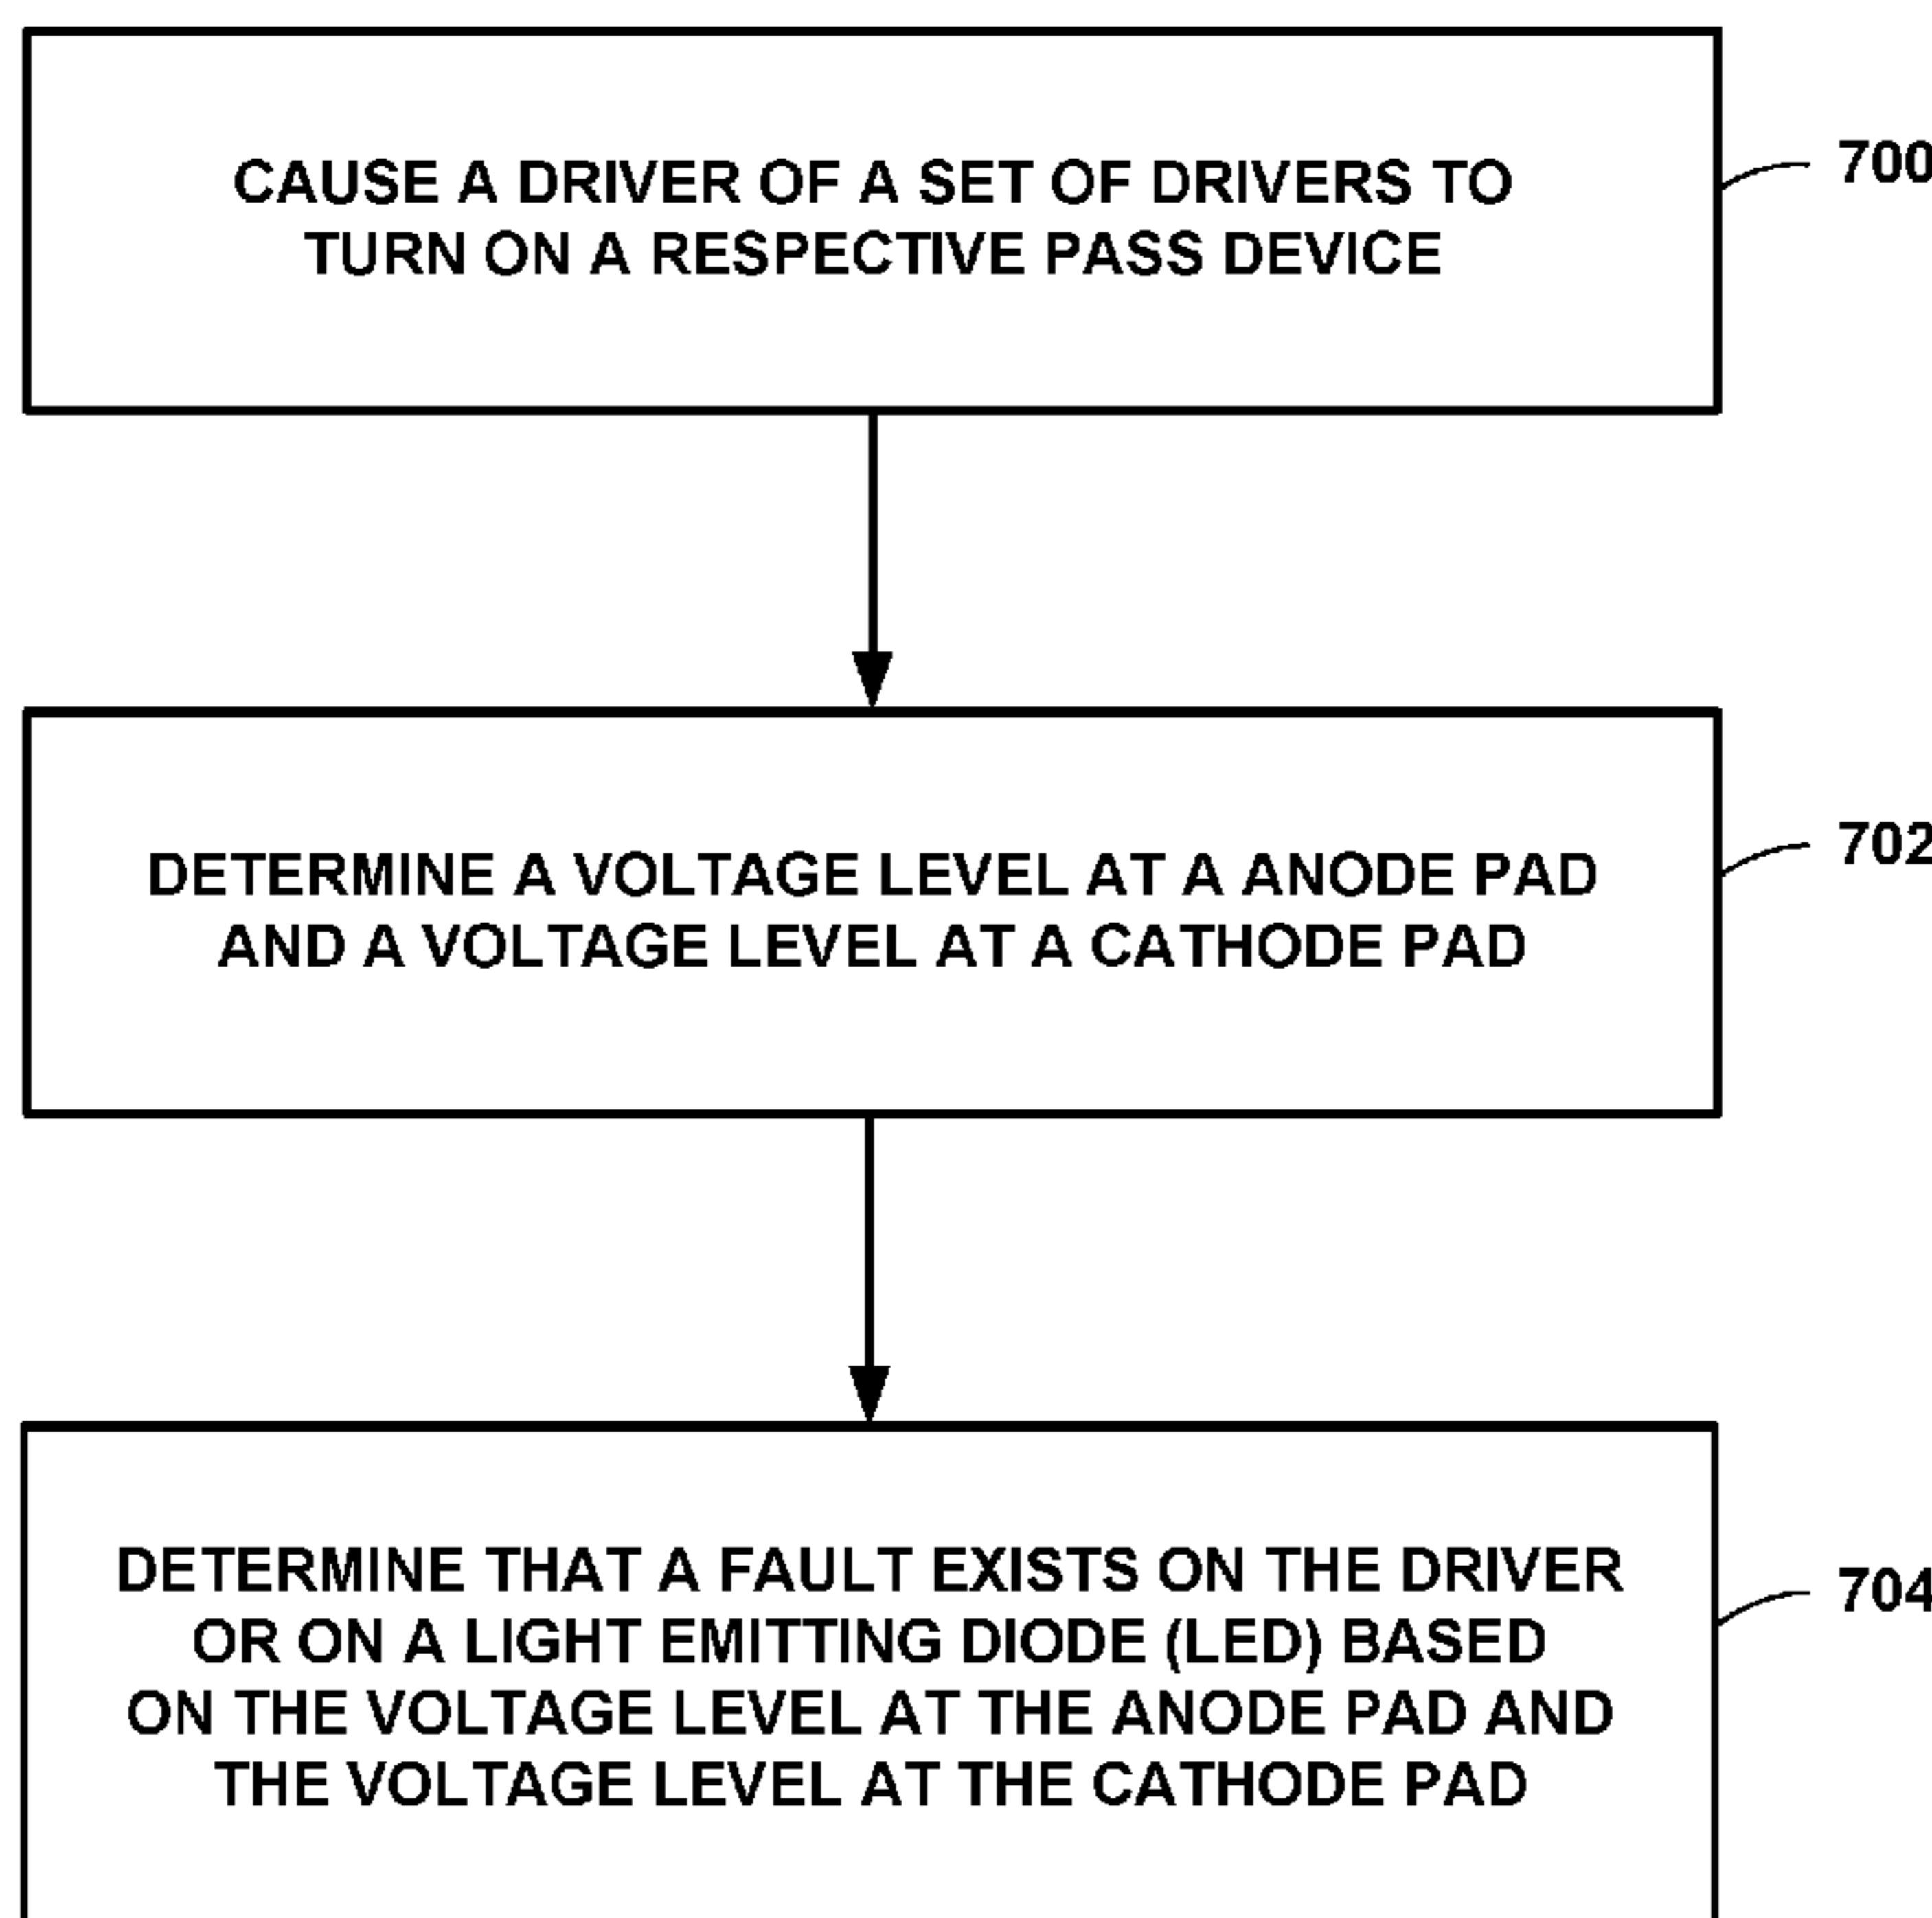 CAUSE A DRIVER OF A SET OF DRIVERS TO
TURN ON A RESPECTIVE PASS DEVICE
700
DETERMINE A VOLTAGE LEVEL AT A ANODE PAD
AND A VOLTAGE LEVEL AT A CATHODE PAD
702
DETERMINE THAT A FAULT EXISTS ON THE DRIVER
OR ON A LIGHT EMITTING DIODE (LED) BASED
ON THE VOLTAGE LEVEL AT THE ANODE PAD AND
THE VOLTAGE LEVEL AT THE CATHODE PAD
704